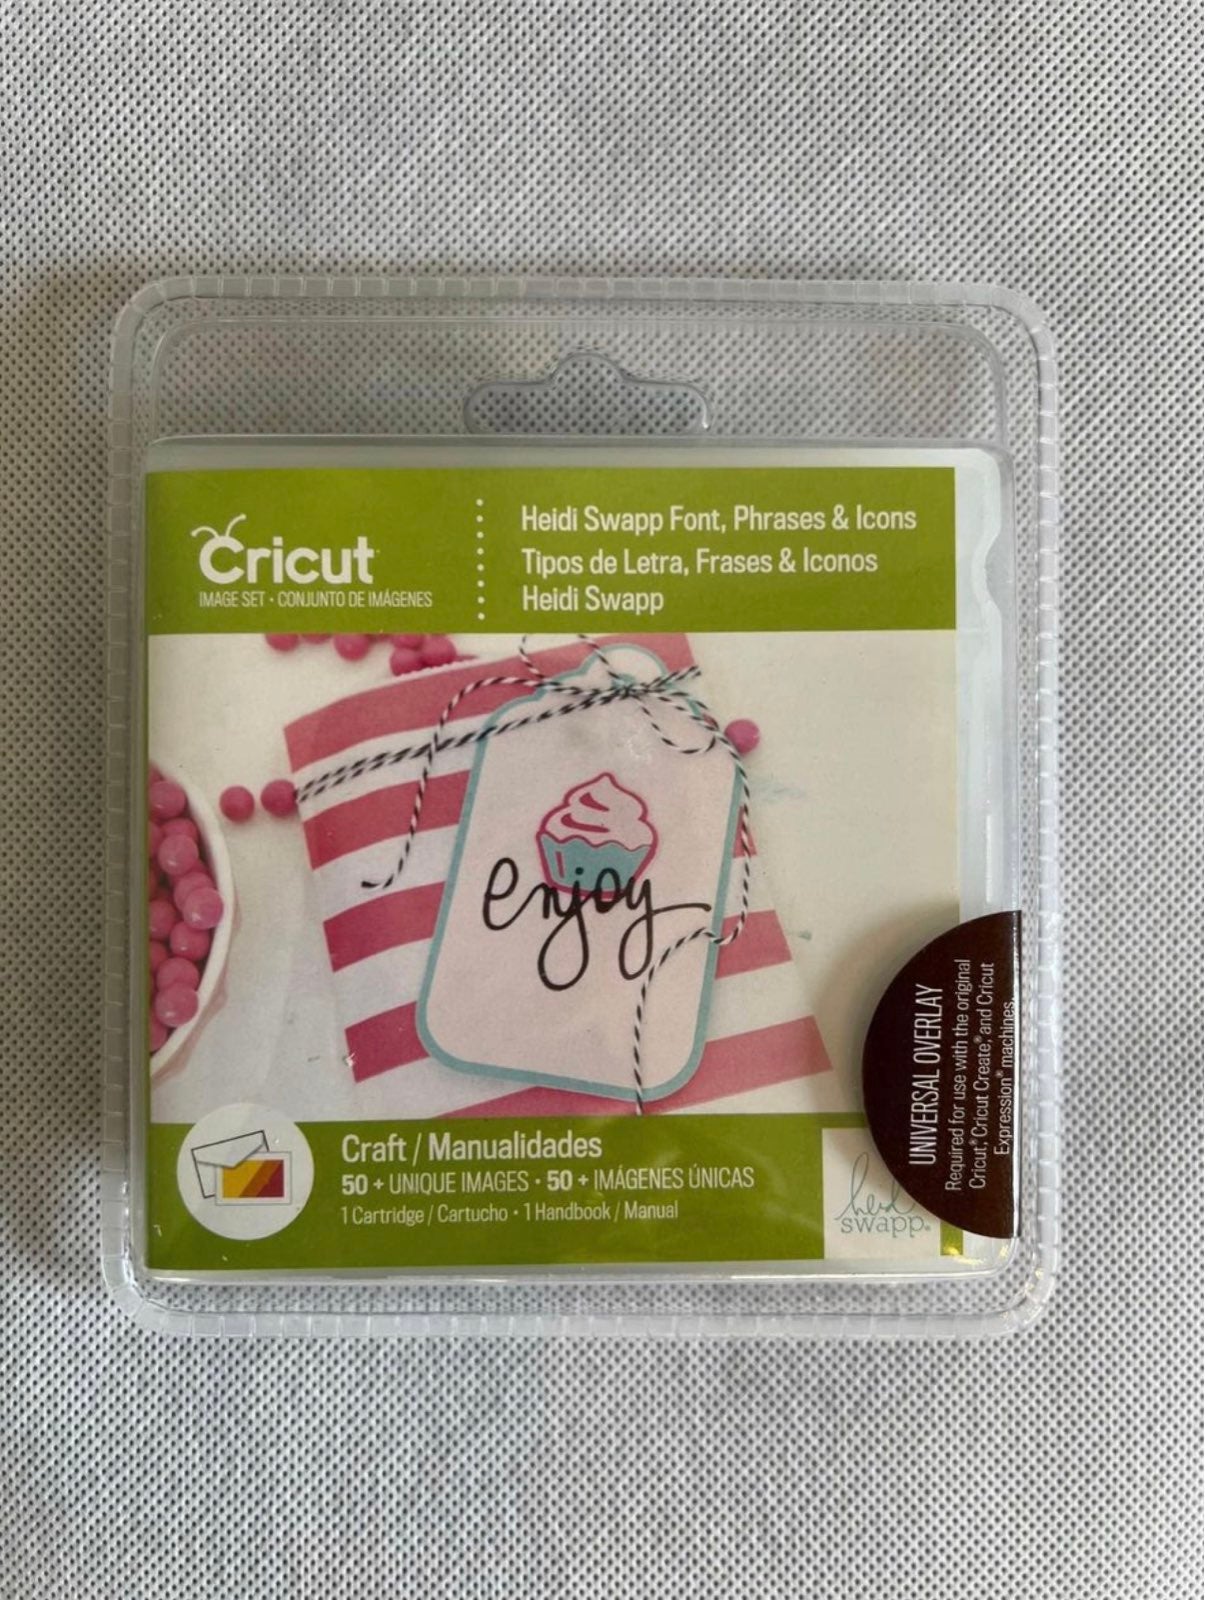 Cricut
IMAGE SET • CONJUNTO DE IMÁGENES
Heidi Swapp Font, Phrases & Icons
Tipos de Letra, Frases & Iconos
Heidi Swapp
enjoy
UNIVERSAL OVERLAY
Required for use with the original
Cricut®, Cricut Create®, and Cricut
Expression® machines.
Craft / Manualidades
50 + UNIQUE IMAGES • 50 + IMÁGENES ÚNICAS
1 Cartridge / Cartucho • 1 Handbook / Manual
swapp®